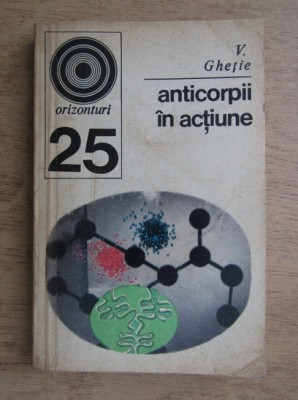 orizonturi
25
V.
Gheție
anticorpii
în acțiune